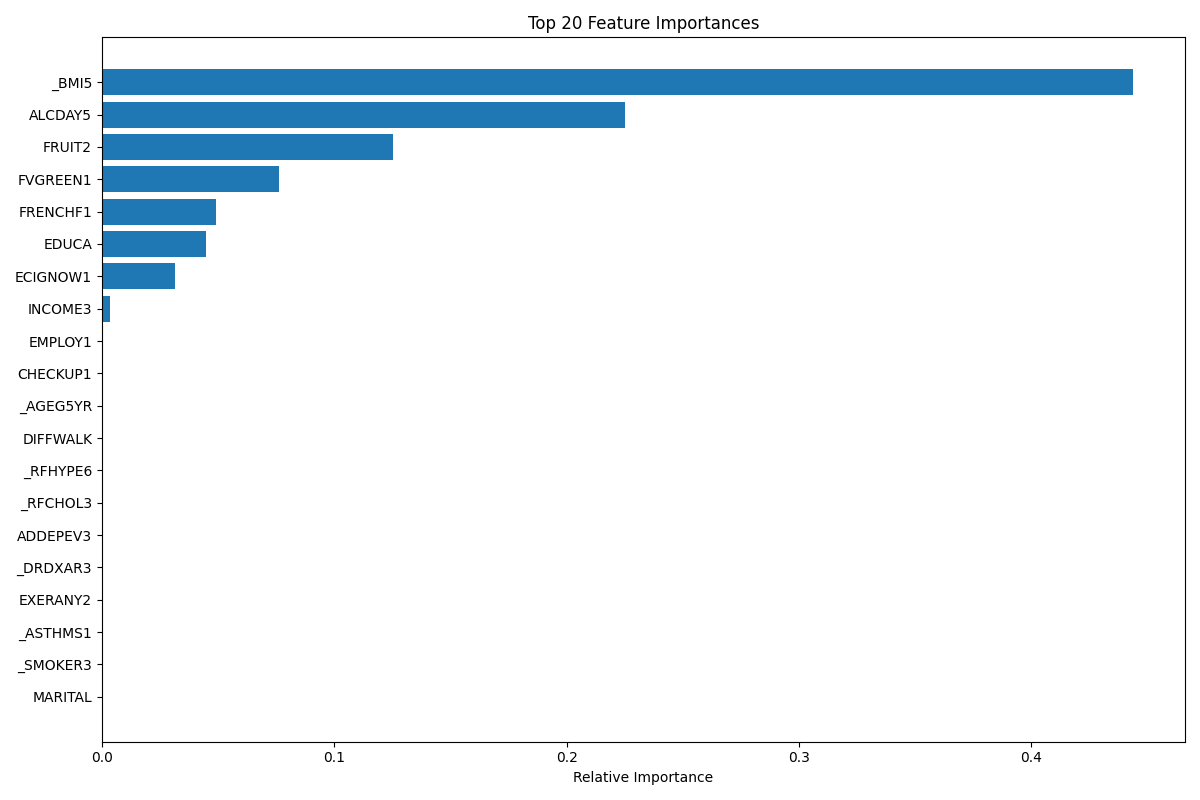 Top 20 Feature Importances
_BMI5
ALCDAY5
FRUIT2
FVGREEN1
FRENCHF1
EDUCA
ECIGNOW1
INCOME3
EMPLOY1
CHECKUP1
_AGEG5YR
DIFFWALK
_RFHYPE6
_RFCHOL3
ADDEPEV3
_DRDXAR3
EXERANY2
_ASTHMS1
_SMOKER3
MARITAL
0.0 0.1 0.2 0.3 0.4
Relative Importance